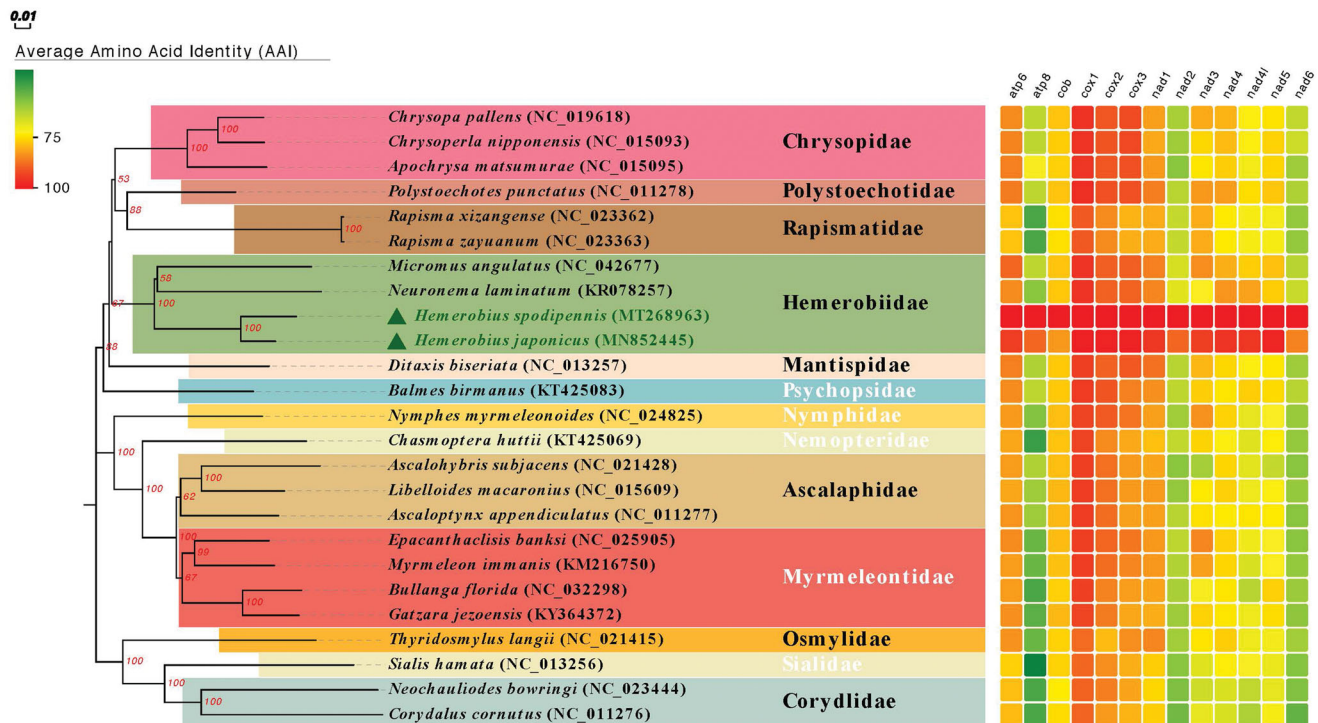 0.01
Average Amino Acid Identity (AAI)
75
100
atp6 atp8 cob cox1 cox2 cox3 nad1 nad2 nad3 nad4 nad4l nad5 nad6
Chrysopa pallens (NC_019618)
100
Chrysoperla nipponensis (NC_015093) Chrysopidae
100
Apochrysa matsumurae (NC_015095)
53
Polystoechotes punctatus (NC_011278) Polystoechotidae
88
Rapisma xizangense (NC_023362)
100 Rapismatidae
Rapisma zayuanum (NC_023363)
Micromus angulatus (NC_042677)
58
Neuronema laminatum (KR078257)
67 100 Hemerobiidae
Hemerobius spodipennis (MT268963)
100
Hemerobius japonicus (MN852445)
88
Ditaxis biseriata (NC_013257) Mantispidae
Balmes birmanus (KT425083) Psychopsidae
Nymphes myrmeleonoides (NC_024825) Nymphidae
Chasmoptera huttii (KT425069) Nemopteridae
100
Ascalohybris subjacens (NC_021428)
100
100
Libelloides macaronius (NC_015609) Ascalaphidae
62
Ascaloptynx appendiculatus (NC_011277)
100
Epacanthaclisis banksi (NC_025905)
99
Myrmeleon immanis (KM216750)
67 Myrmeleontidae
Bullanga florida (NC_032298)
100
Gatzara jezoensis (KY364372)
Thyridosmylus langii (NC_021415) Osmylidae
100
Sialis hamata (NC_013256) Sialidae
100
Neochauliodes bowringi (NC_023444)
100 Corydlidae
Corydalus cornutus (NC_011276)